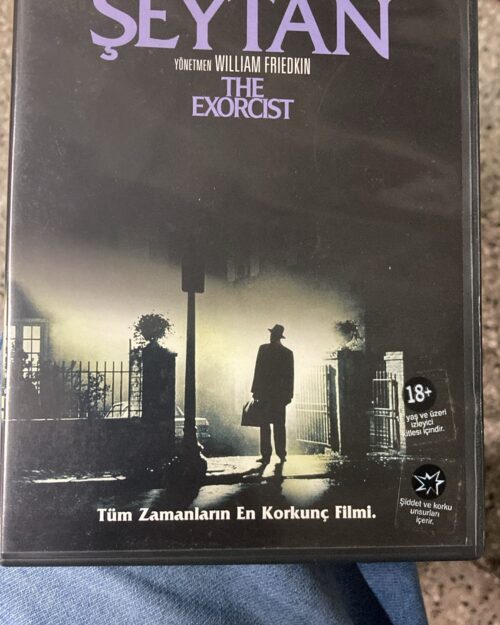 ŞEYTAN
YÖNETMEN WILLIAM FRIEDKIN
THE
EXORCIST
18+
yaş ve üzeri
izleyici
kitlesi içindir.
Şiddet ve korku
unsurları
içerir.
Tüm Zamanların En Korkunç Filmi.